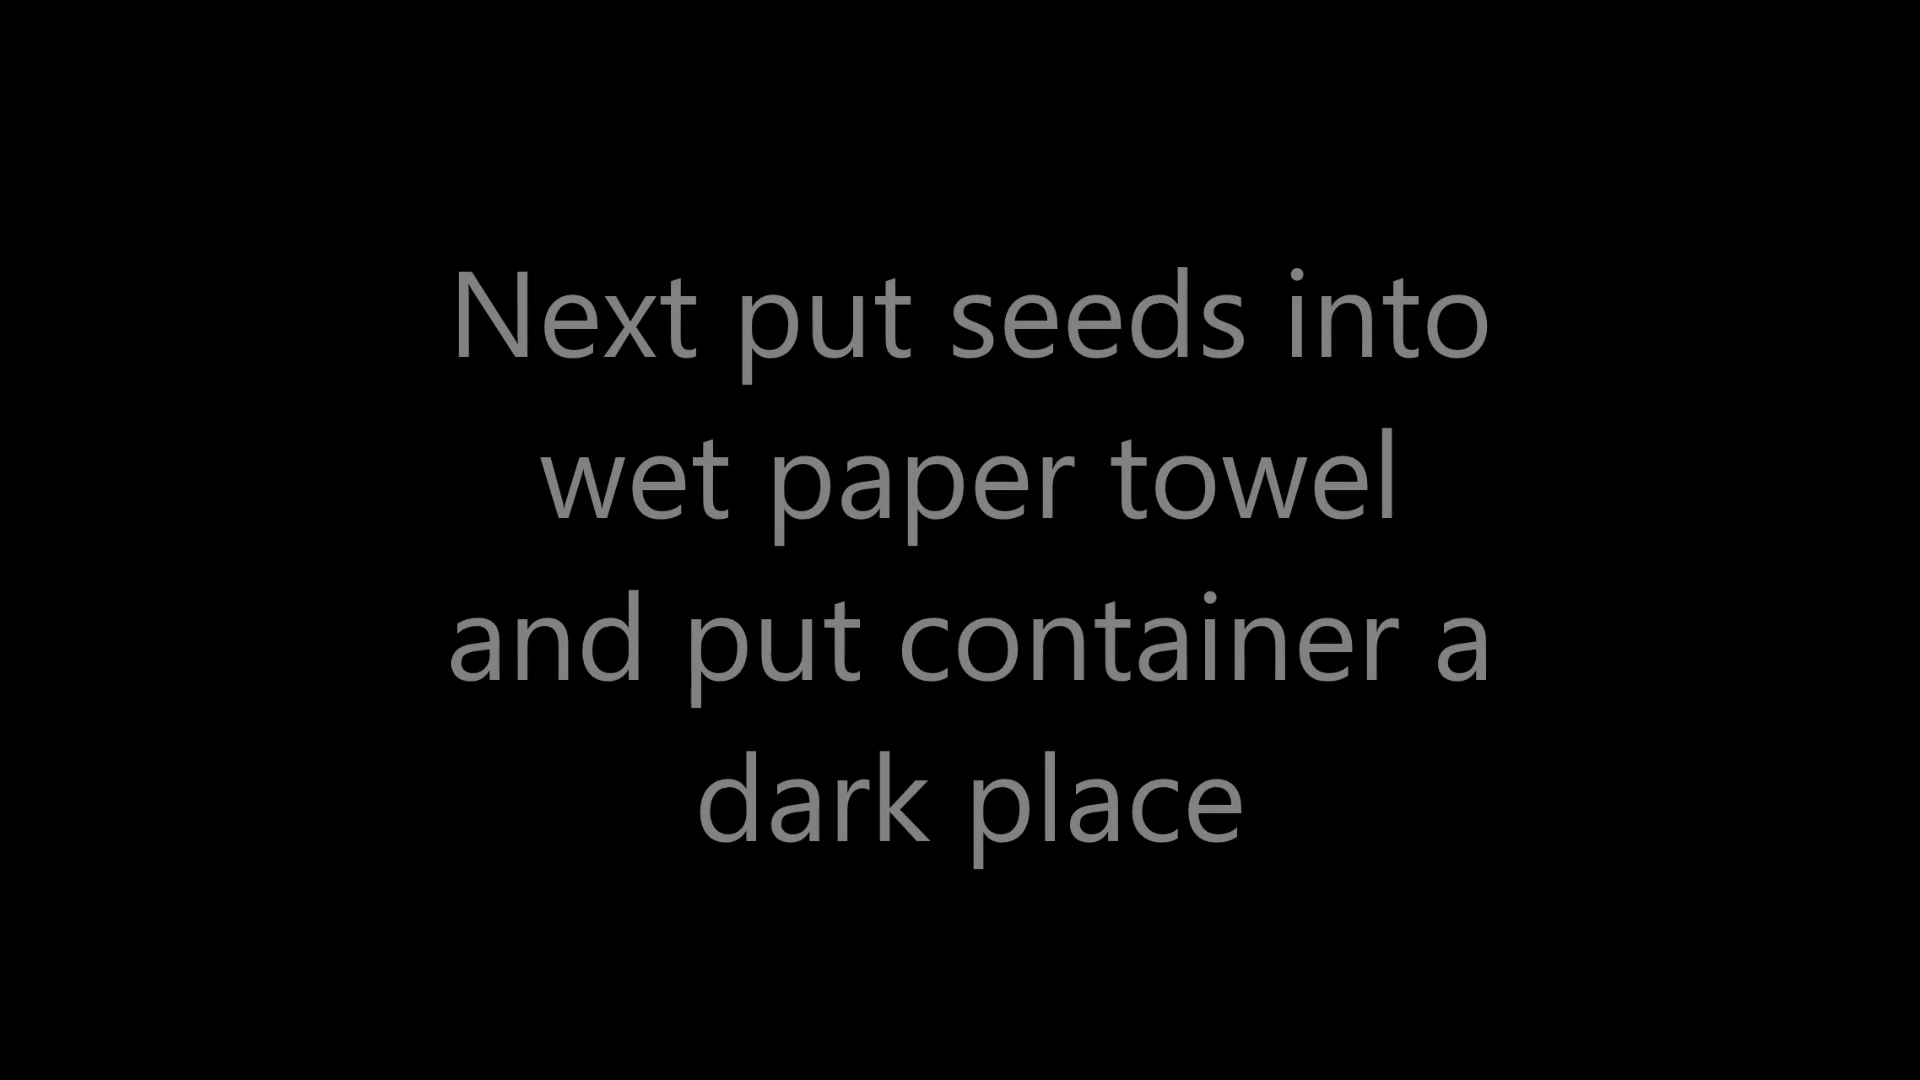 Next put seeds into
wet paper towel
and put container a
dark place